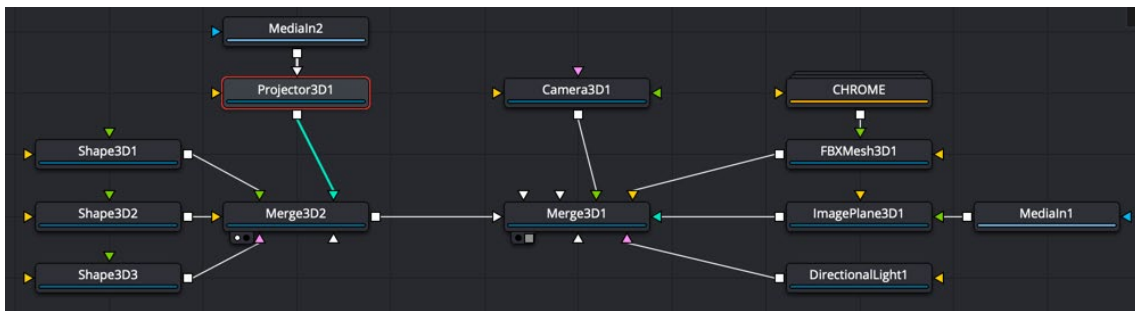 MediaIn2
Projector3D1
Camera3D1
CHROME
Shape3D1
FBXMesh3D1
Shape3D2
Merge3D2
Merge3D1
ImagePlane3D1
MediaIn1
Shape3D3
DirectionalLight1